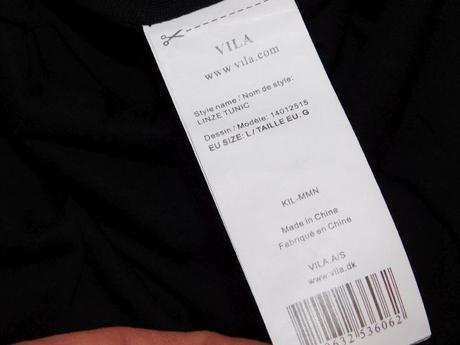 VILA
www.vila.com
Style name / Nom de style:
LINZE TUNIC
Dessin / Modèle: 14012515
EU SIZE: L / TAILLE EU: G
KIL-MMN
Made in China
Fabriqué en Chine
VILA A/S
www.vila.dk